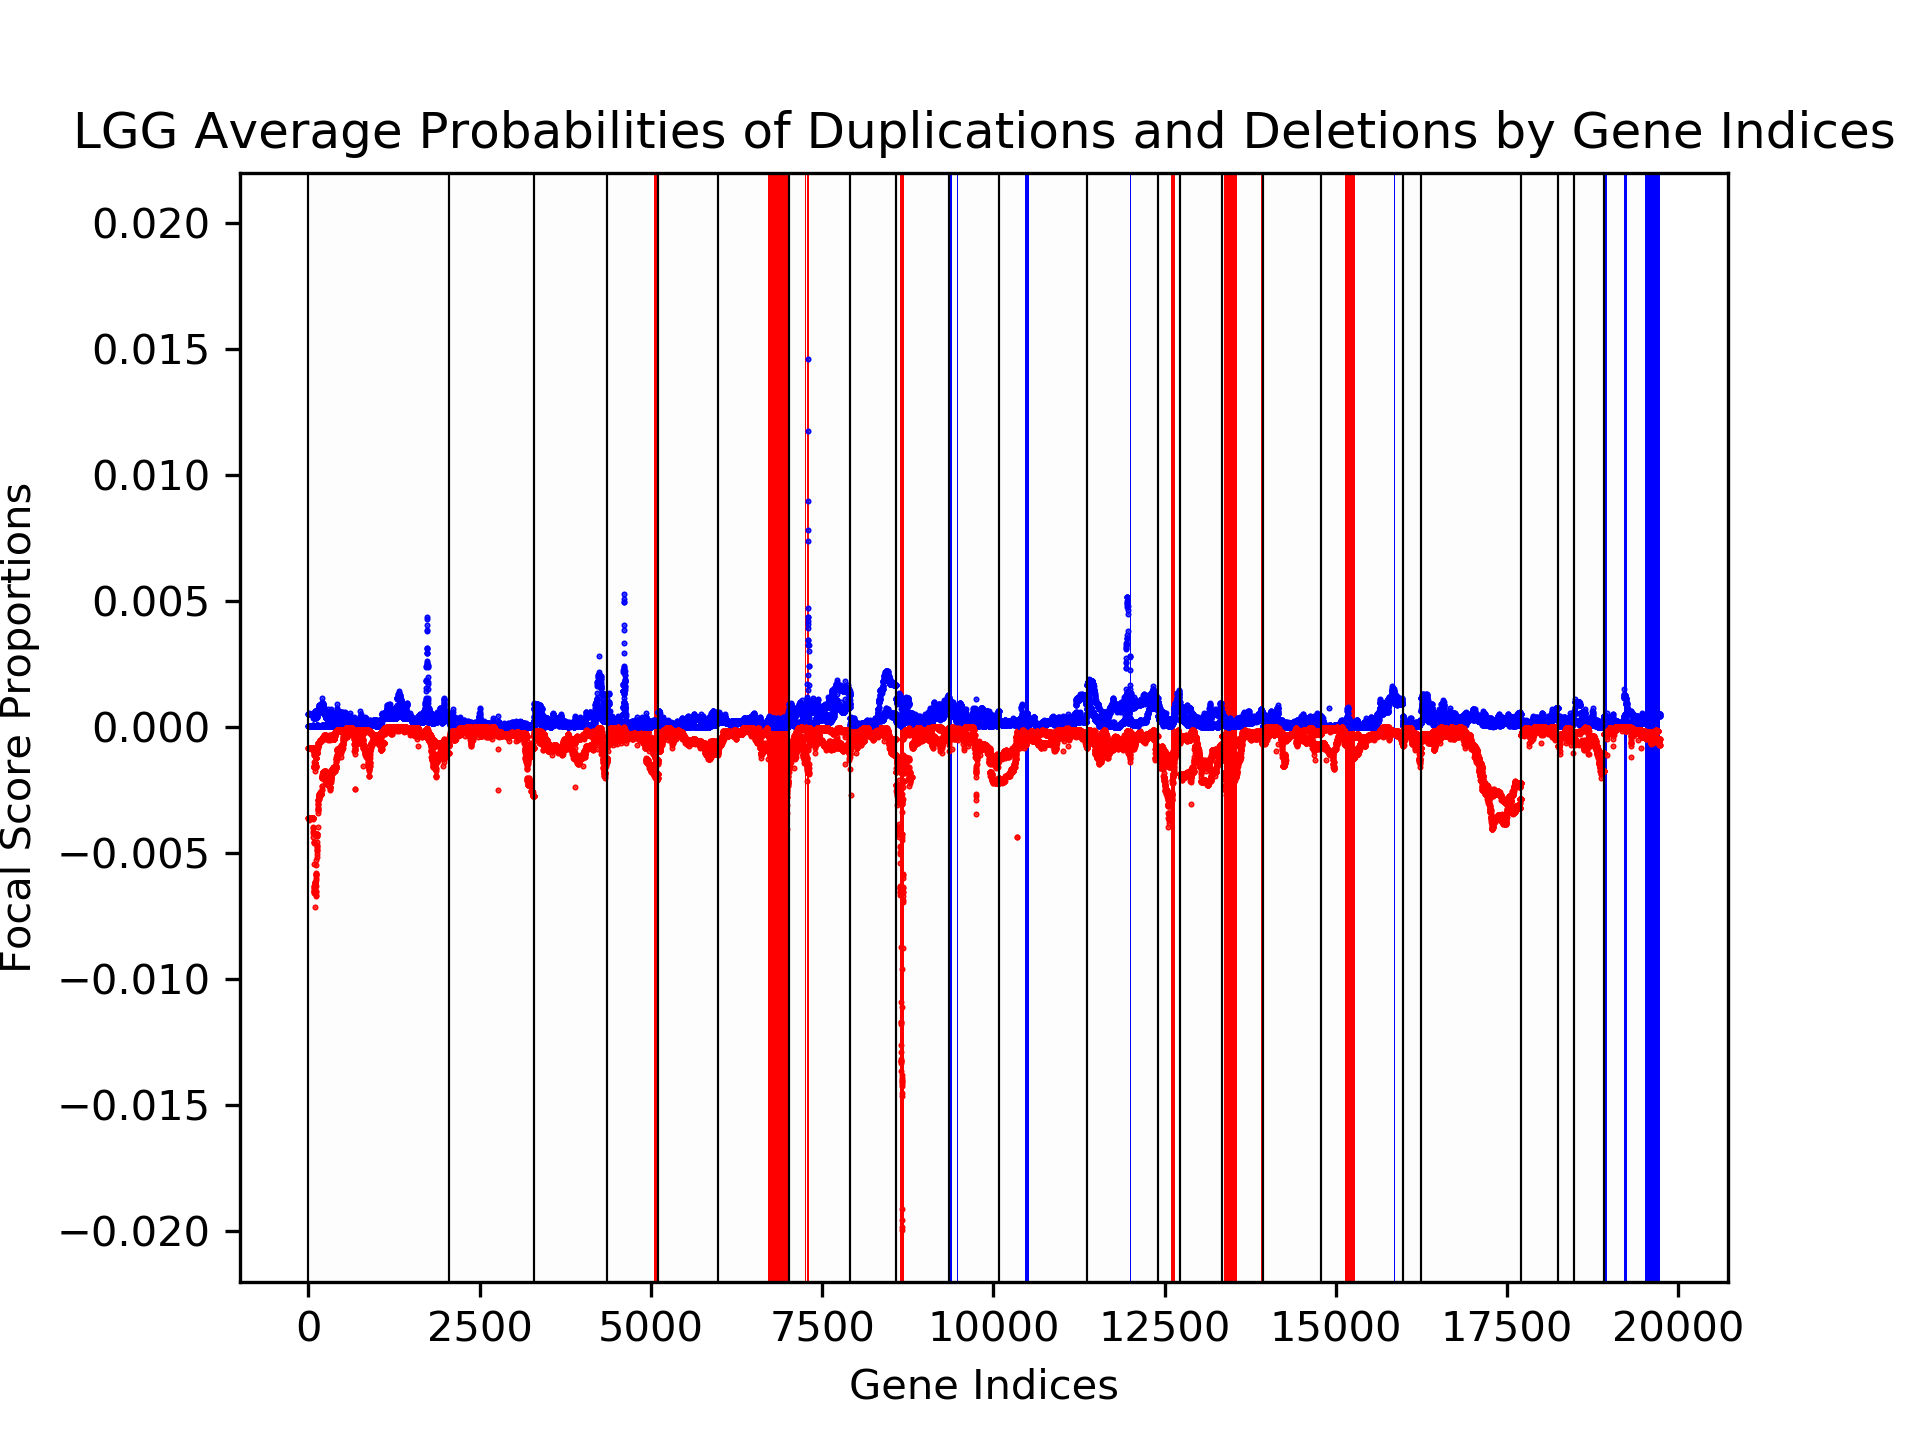 LGG Average Probabilities of Duplications and Deletions by Gene Indices
Focal Score Proportions
0.020
0.015
0.010
0.005
0.000
−0.005
−0.010
−0.015
−0.020
0 2500 5000 7500 10000 12500 15000 17500 20000
Gene Indices